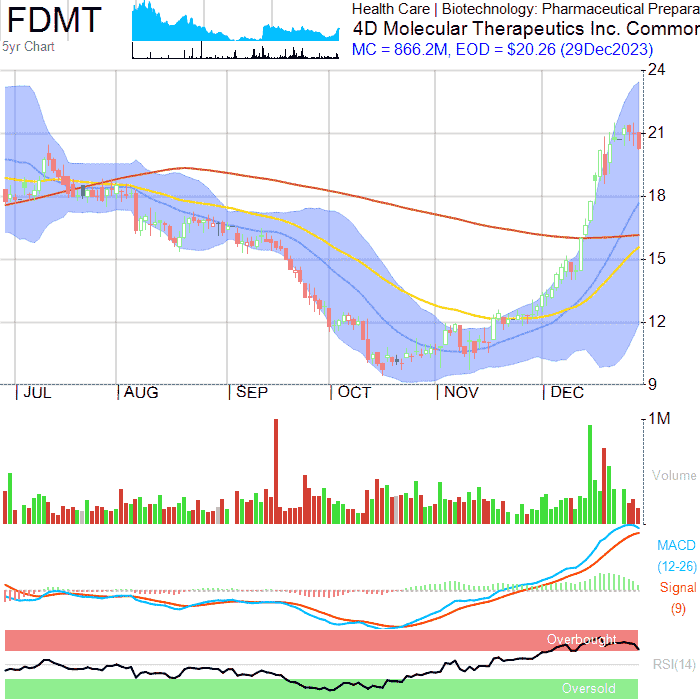 FDMT
5yr Chart
Health Care | Biotechnology: Pharmaceutical Prepara
4D Molecular Therapeutics Inc. Common
MC = 866.2M, EOD = $20.26 (29Dec2023)
24
21
18
15
12
9
|JUL |AUG |SEP |OCT |NOV |DEC
1M
Volume
MACD
(12-26)
Signal
(9)
Overbought
RSI(14)
Oversold